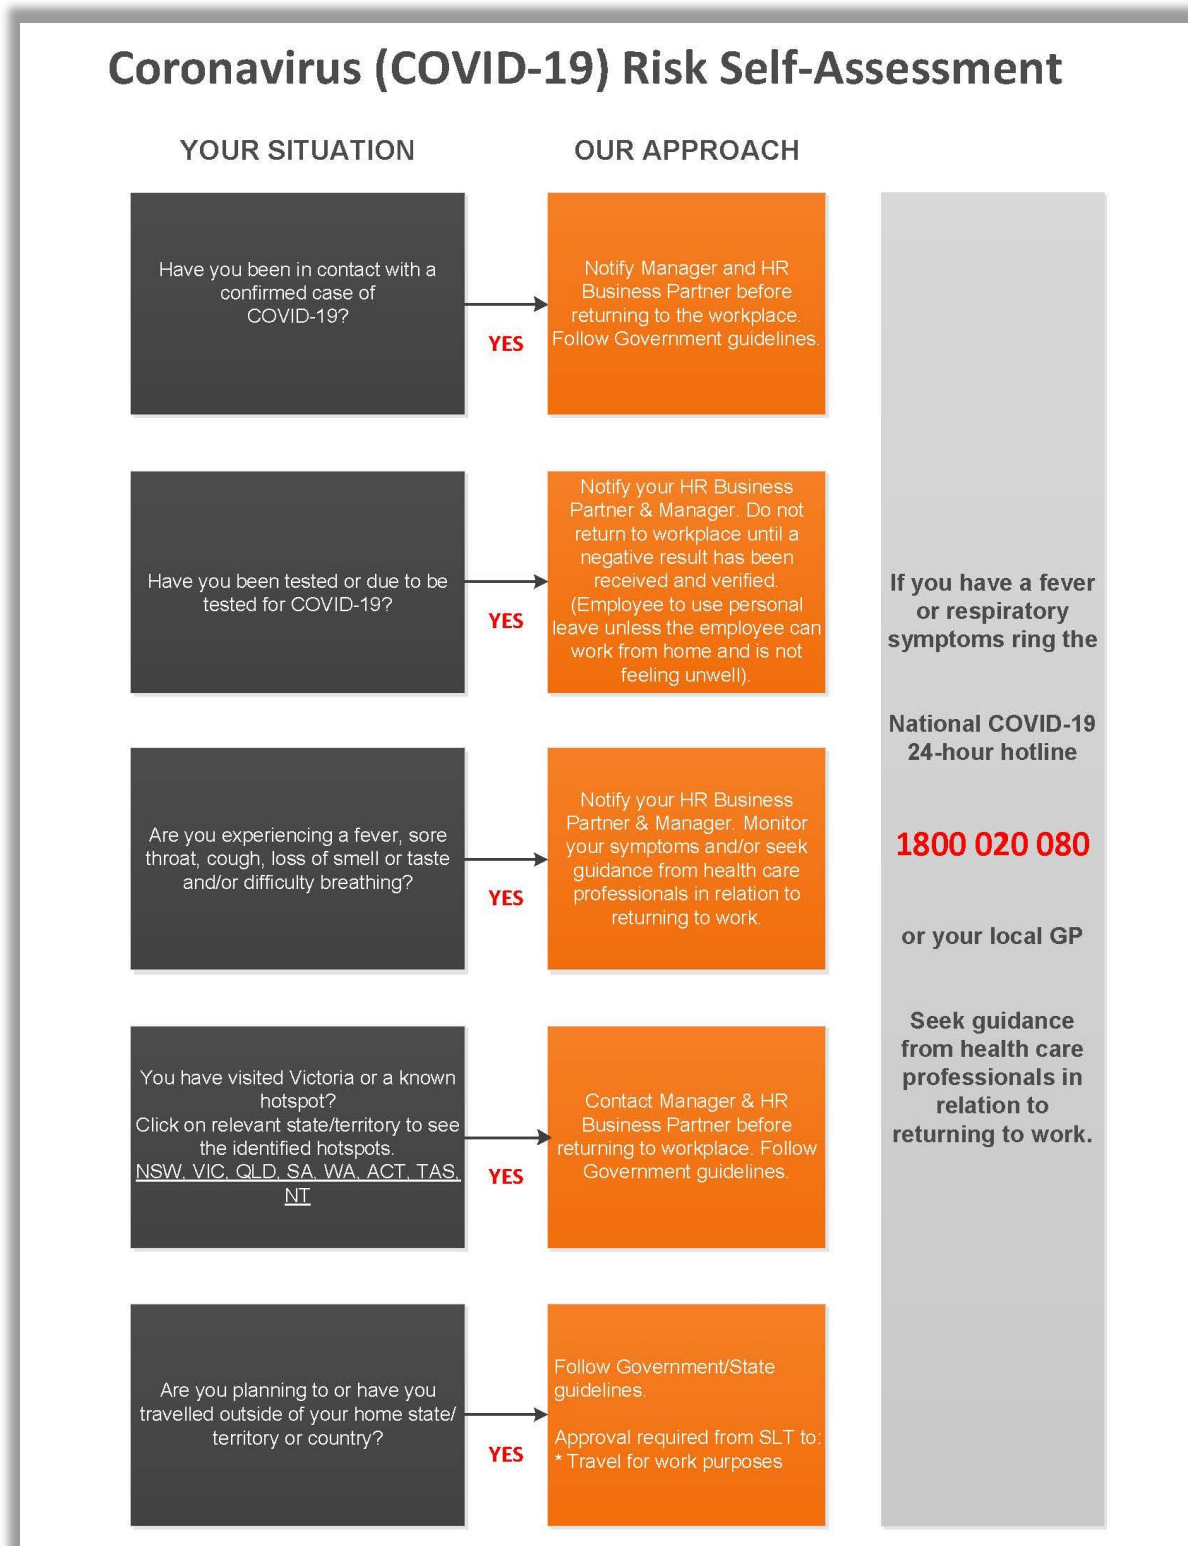 Coronavirus (COVID-19) Risk Self-Assessment
YOUR SITUATION
OUR APPROACH
Have you been in contact with a
confirmed case of
COVID-19?
YES
Notify Manager and HR
Business Partner before
returning to the workplace.
Follow Government guidelines.
Have you been tested or due to be
tested for COVID-19?
YES
Notify your HR Business
Partner & Manager. Do not
return to workplace until a
negative result has been
received and verified.
(Employee to use personal
leave unless the employee can
work from home and is not
feeling unwell).
Are you experiencing a fever, sore
throat, cough, loss of smell or taste
and/or difficulty breathing?
YES
Notify your HR Business
Partner & Manager. Monitor
your symptoms and/or seek
guidance from health care
professionals in relation to
returning to work.
You have visited Victoria or a known
hotspot?
Click on relevant state/territory to see
the identified hotspots.
NSW, VIC, QLD, SA, WA, ACT, TAS,
NT
YES
Contact Manager & HR
Business Partner before
returning to workplace. Follow
Government guidelines.
Are you planning to or have you
travelled outside of your home state/
territory or country?
YES
Follow Government/State
guidelines.
Approval required from SLT to:
* Travel for work purposes
If you have a fever
or respiratory
symptoms ring the
National COVID-19
24-hour hotline
1800 020 080
or your local GP
Seek guidance
from health care
professionals in
relation to
returning to work.